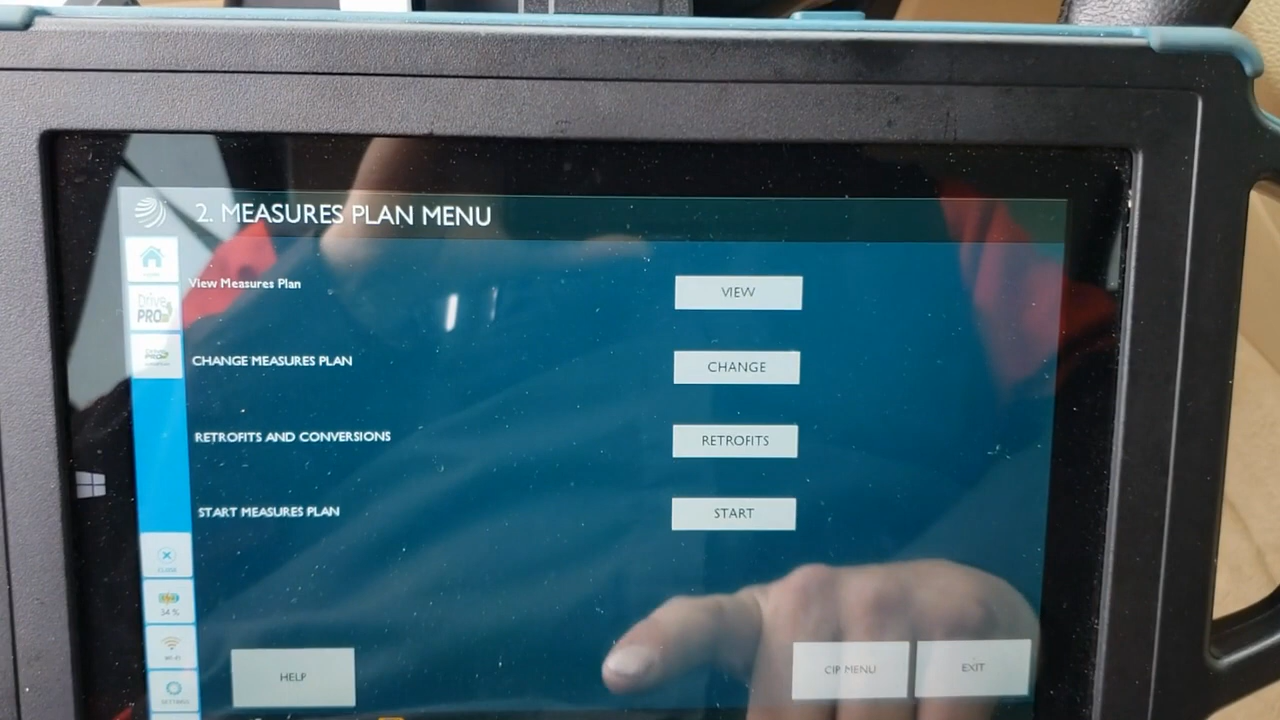 2. MEASURES PLAN MENU
View Measures Plan
VIEW
CHANGE MEASURES PLAN
CHANGE
RETROFITS AND CONVERSIONS
RETROFITS
START MEASURES PLAN
START
Drive
PRO
CLOSE
34 %
WI-FI
SETTINGS
HELP
CIP MENU
EXIT